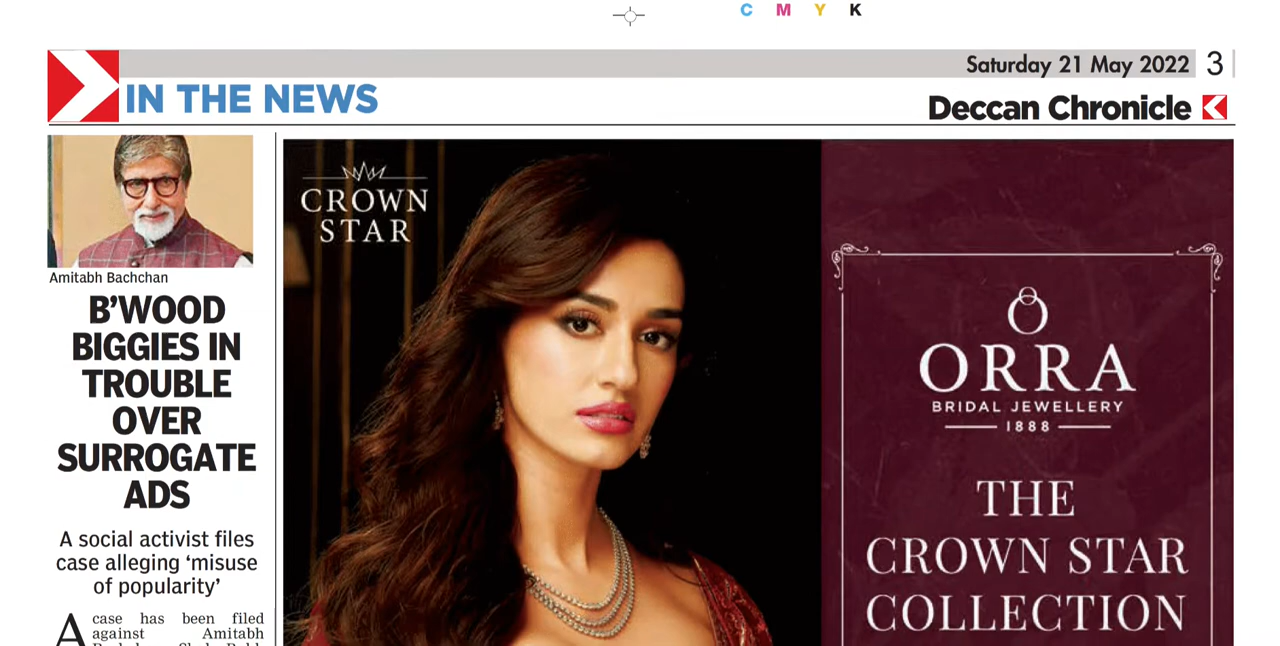 C M Y K
Saturday 21 May 2022 3
IN THE NEWS
Deccan Chronicle
Amitabh Bachchan
B'WOOD
BIGGIES IN
TROUBLE
OVER
SURROGATE
ADS
A social activist files
case alleging ‘misuse
of popularity’
A case has been filed
against Amitabh
CROWN
STAR
ORRA
BRIDAL JEWELLERY
1888
THE
CROWN STAR
COLLECTION